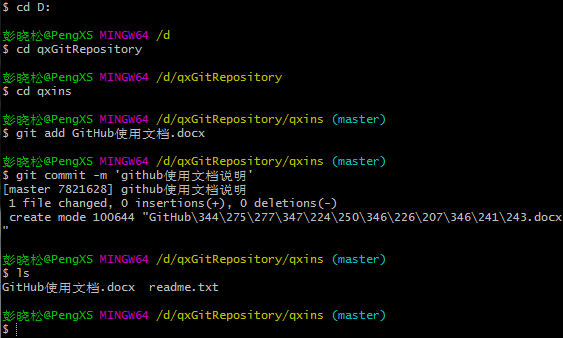 $ cd D:
彭晓松@PengXS MINGW64 /d
$ cd qxGitRepository
彭晓松@PengXS MINGW64 /d/qxGitRepository
$ cd qxins
彭晓松@PengXS MINGW64 /d/qxGitRepository/qxins (master)
$ git add GitHub使用文档.docx
彭晓松@PengXS MINGW64 /d/qxGitRepository/qxins (master)
$ git commit -m 'github使用文档说明'
[master 7821628] github使用文档说明
1 file changed, 0 insertions(+), 0 deletions(-)
create mode 100644 "GitHub\344\275\277\347\224\250\346\226\207\346\241\243.docx
"
彭晓松@PengXS MINGW64 /d/qxGitRepository/qxins (master)
$ ls
GitHub使用文档.docx  readme.txt
彭晓松@PengXS MINGW64 /d/qxGitRepository/qxins (master)
$